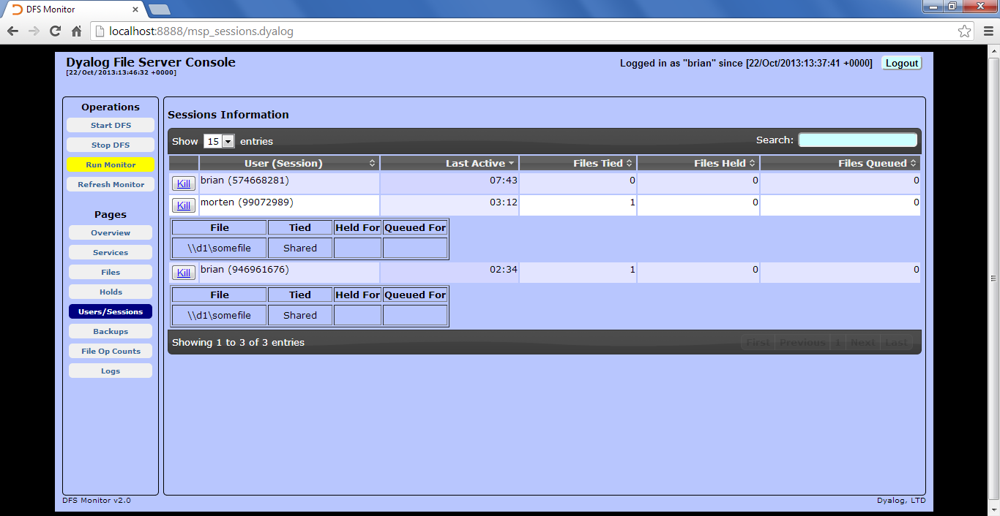 DFS Monitor
localhost:8888/msp_sessions.dyalog
Dyalog File Server Console
[22/Oct/2013:13:46:32 +0000]
Logged in as "brian" since [22/Oct/2013:13:37:41 +0000] Logout
Operations
Start DFS
Stop DFS
Run Monitor
Refresh Monitor
Pages
Overview
Services
Files
Holds
Users/Sessions
Backups
File Op Counts
Logs
Sessions Information
Show 15 entries Search:
User (Session) Last Active Files Tied Files Held Files Queued
Kill brian (574668281) 07:43 0 0 0
Kill morten (99072989) 03:12 1 0 0
File Tied Held For Queued For
\\d1\somefile Shared
Kill brian (946961676) 02:34 1 0 0
File Tied Held For Queued For
\\d1\somefile Shared
Showing 1 to 3 of 3 entries First Previous 1 Next Last
DFS Monitor v2.0 Dyalog, LTD